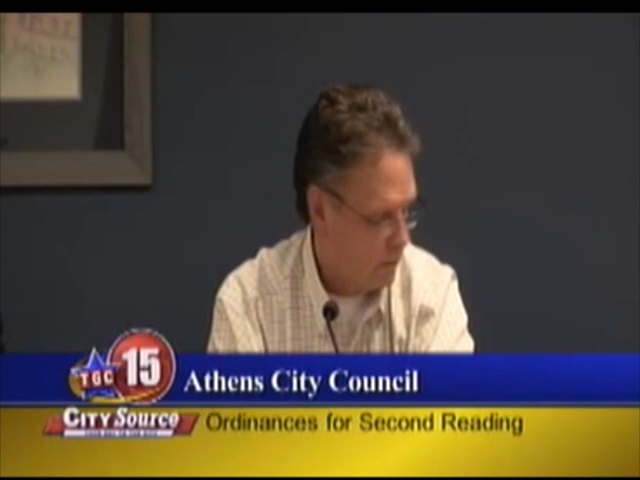 TGC 15
Athens City Council
CITY SOURCE
Ordinances for Second Reading